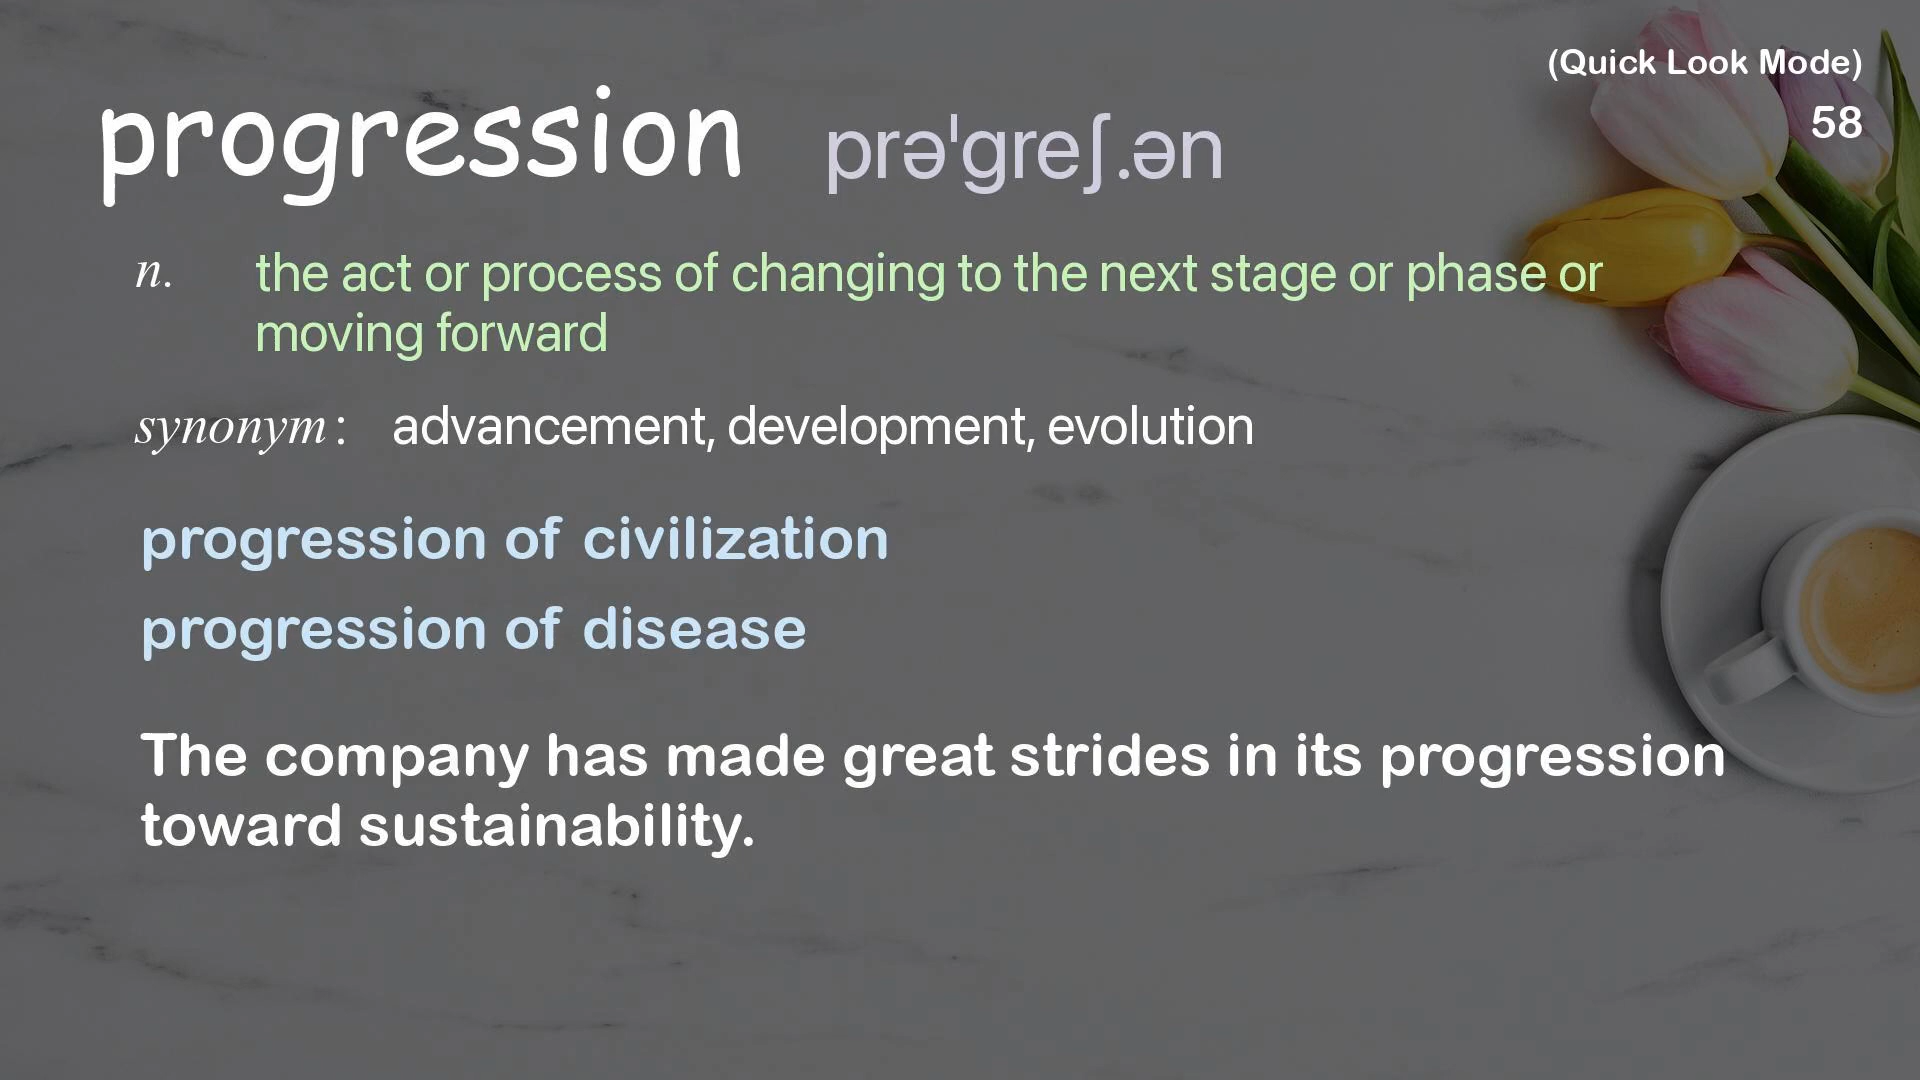 (Quick Look Mode)
58
progression prəˈgreʃ.ən
n. the act or process of changing to the next stage or phase or
moving forward
synonym: advancement, development, evolution
progression of civilization
progression of disease
The company has made great strides in its progression
toward sustainability.